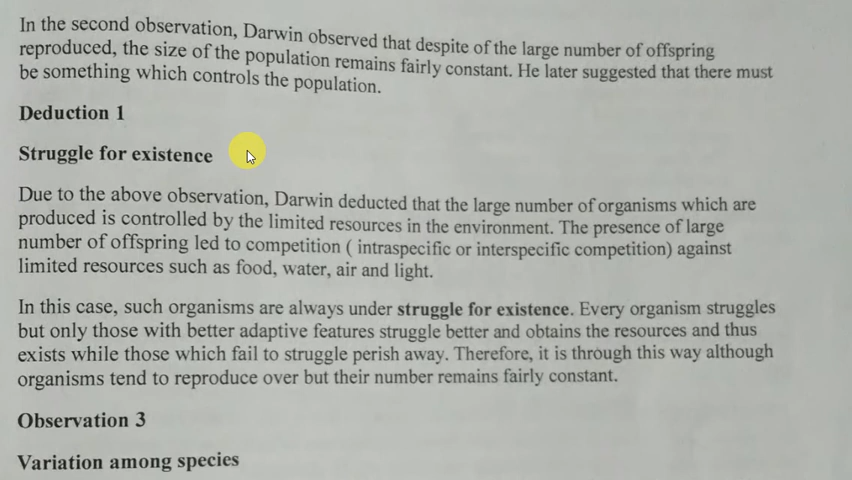 In the second observation, Darwin observed that despite of the large number of offspring
reproduced, the size of the population remains fairly constant. He later suggested that there must
be something which controls the population.
Deduction 1
Struggle for existence
Due to the above observation, Darwin deducted that the large number of organisms which are
produced is controlled by the limited resources in the environment. The presence of large
number of offspring led to competition ( intraspecific or interspecific competition) against
limited resources such as food, water, air and light.
In this case, such organisms are always under struggle for existence. Every organism struggles
but only those with better adaptive features struggle better and obtains the resources and thus
exists while those which fail to struggle perish away. Therefore, it is through this way although
organisms tend to reproduce over but their number remains fairly constant.
Observation 3
Variation among species